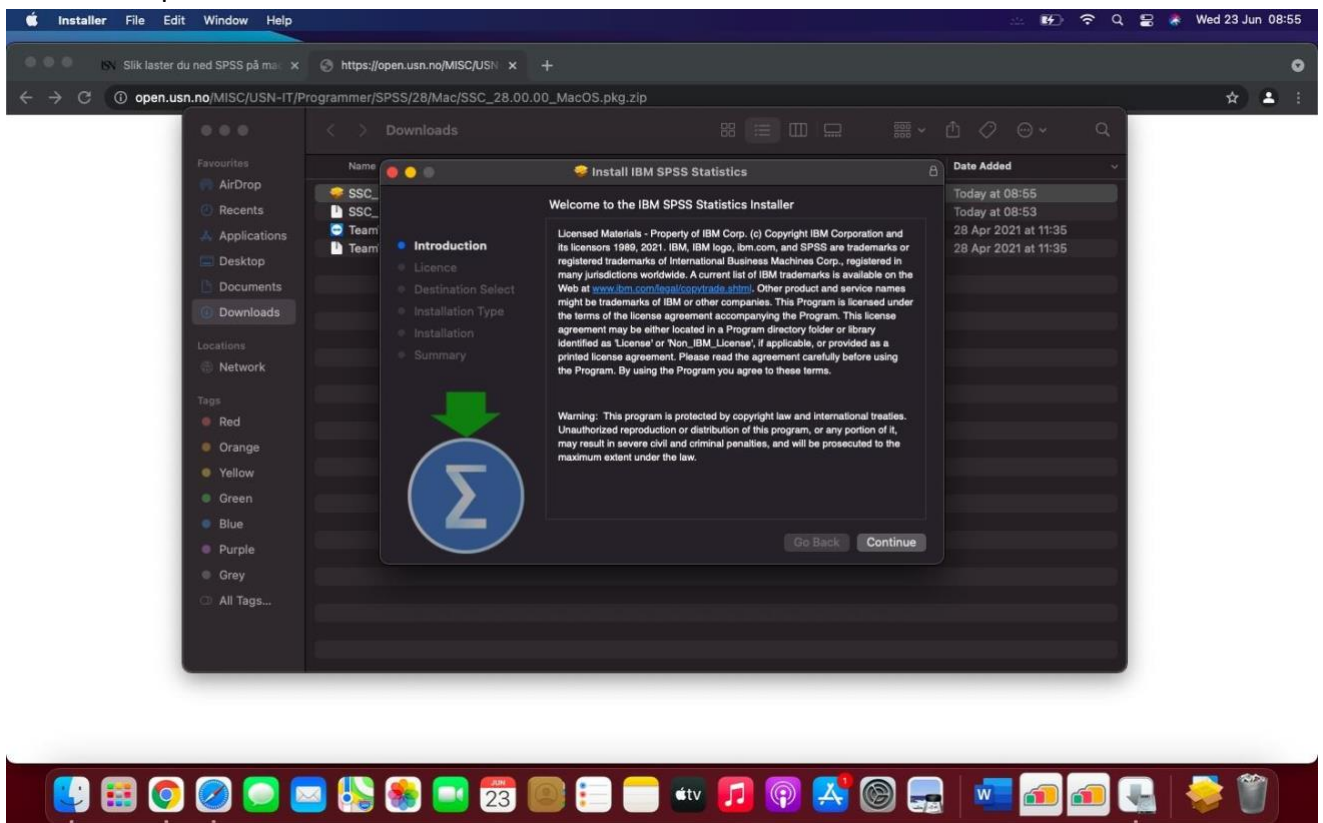 Installer File Edit Window Help Wed 23 Jun 08:55
Slik laster du ned SPSS på mac https://open.usn.no/MISC/USN
open.usn.no/MISC/USN-IT/Programmer/SPSS/28/Mac/SSC_28.00.00_MacOS.pkg.zip
Downloads
Favourites
AirDrop
Recents
Applications
Desktop
Documents
Downloads
Locations
Network
Tags
Red
Orange
Yellow
Green
Blue
Purple
Grey
All Tags...
Name Date Added
SSC_ Today at 08:55
SSC_ Today at 08:53
Team 28 Apr 2021 at 11:35
Team 28 Apr 2021 at 11:35
Install IBM SPSS Statistics
Welcome to the IBM SPSS Statistics Installer
Introduction
Licence
Destination Select
Installation Type
Installation
Summary
Licensed Materials - Property of IBM Corp. (c) Copyright IBM Corporation and
its licensors 1989, 2021. IBM, IBM logo, ibm.com, and SPSS are trademarks or
registered trademarks of International Business Machines Corp., registered in
many jurisdictions worldwide. A current list of IBM trademarks is available on the
Web at www.ibm.com/legal/copytrade.shtml. Other product and service names
might be trademarks of IBM or other companies. This Program is licensed under
the terms of the license agreement accompanying the Program. This license
agreement may be either located in a Program directory folder or library
identified as 'License' or 'Non_IBM_License', if applicable, or provided as a
printed license agreement. Please read the agreement carefully before using
the Program. By using the Program you agree to these terms.
Warning: This program is protected by copyright law and international treaties.
Unauthorized reproduction or distribution of this program, or any portion of it,
may result in severe civil and criminal penalties, and will be prosecuted to the
maximum extent under the law.
Σ
Go Back Continue
JUN
23
tv
1
W